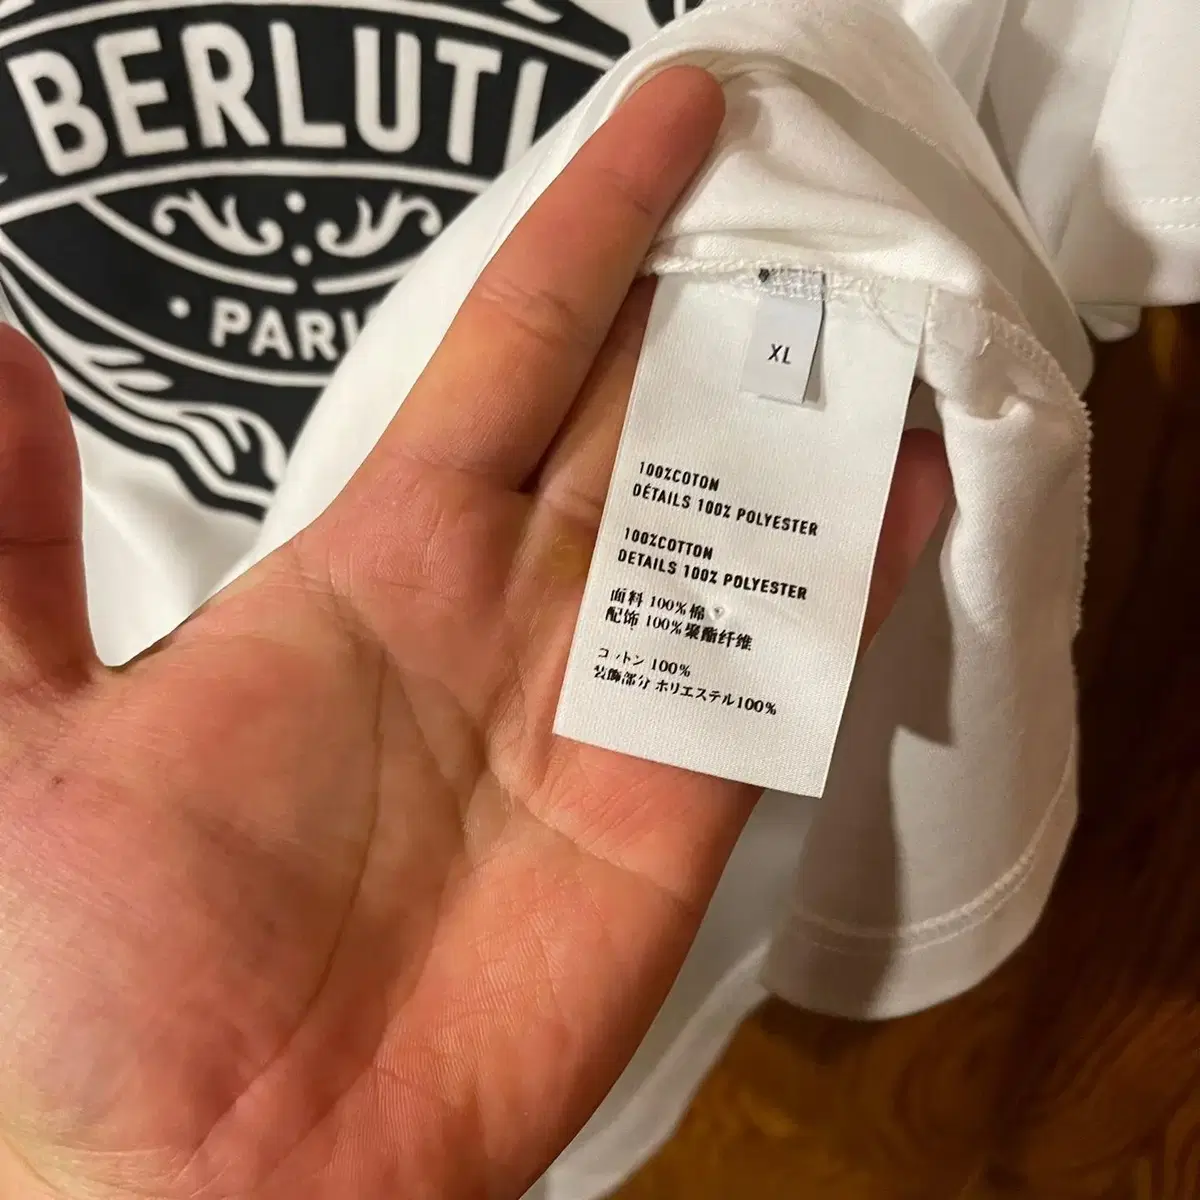 BERLUTI
• PARIS
XL
100%COTON
DÉTAILS 100% POLYESTER
100%COTTON
DETAILS 100% POLYESTER
面料 100%棉
配饰 100%聚酯纤维
コットン 100%
装飾部分 ポリエステル100%